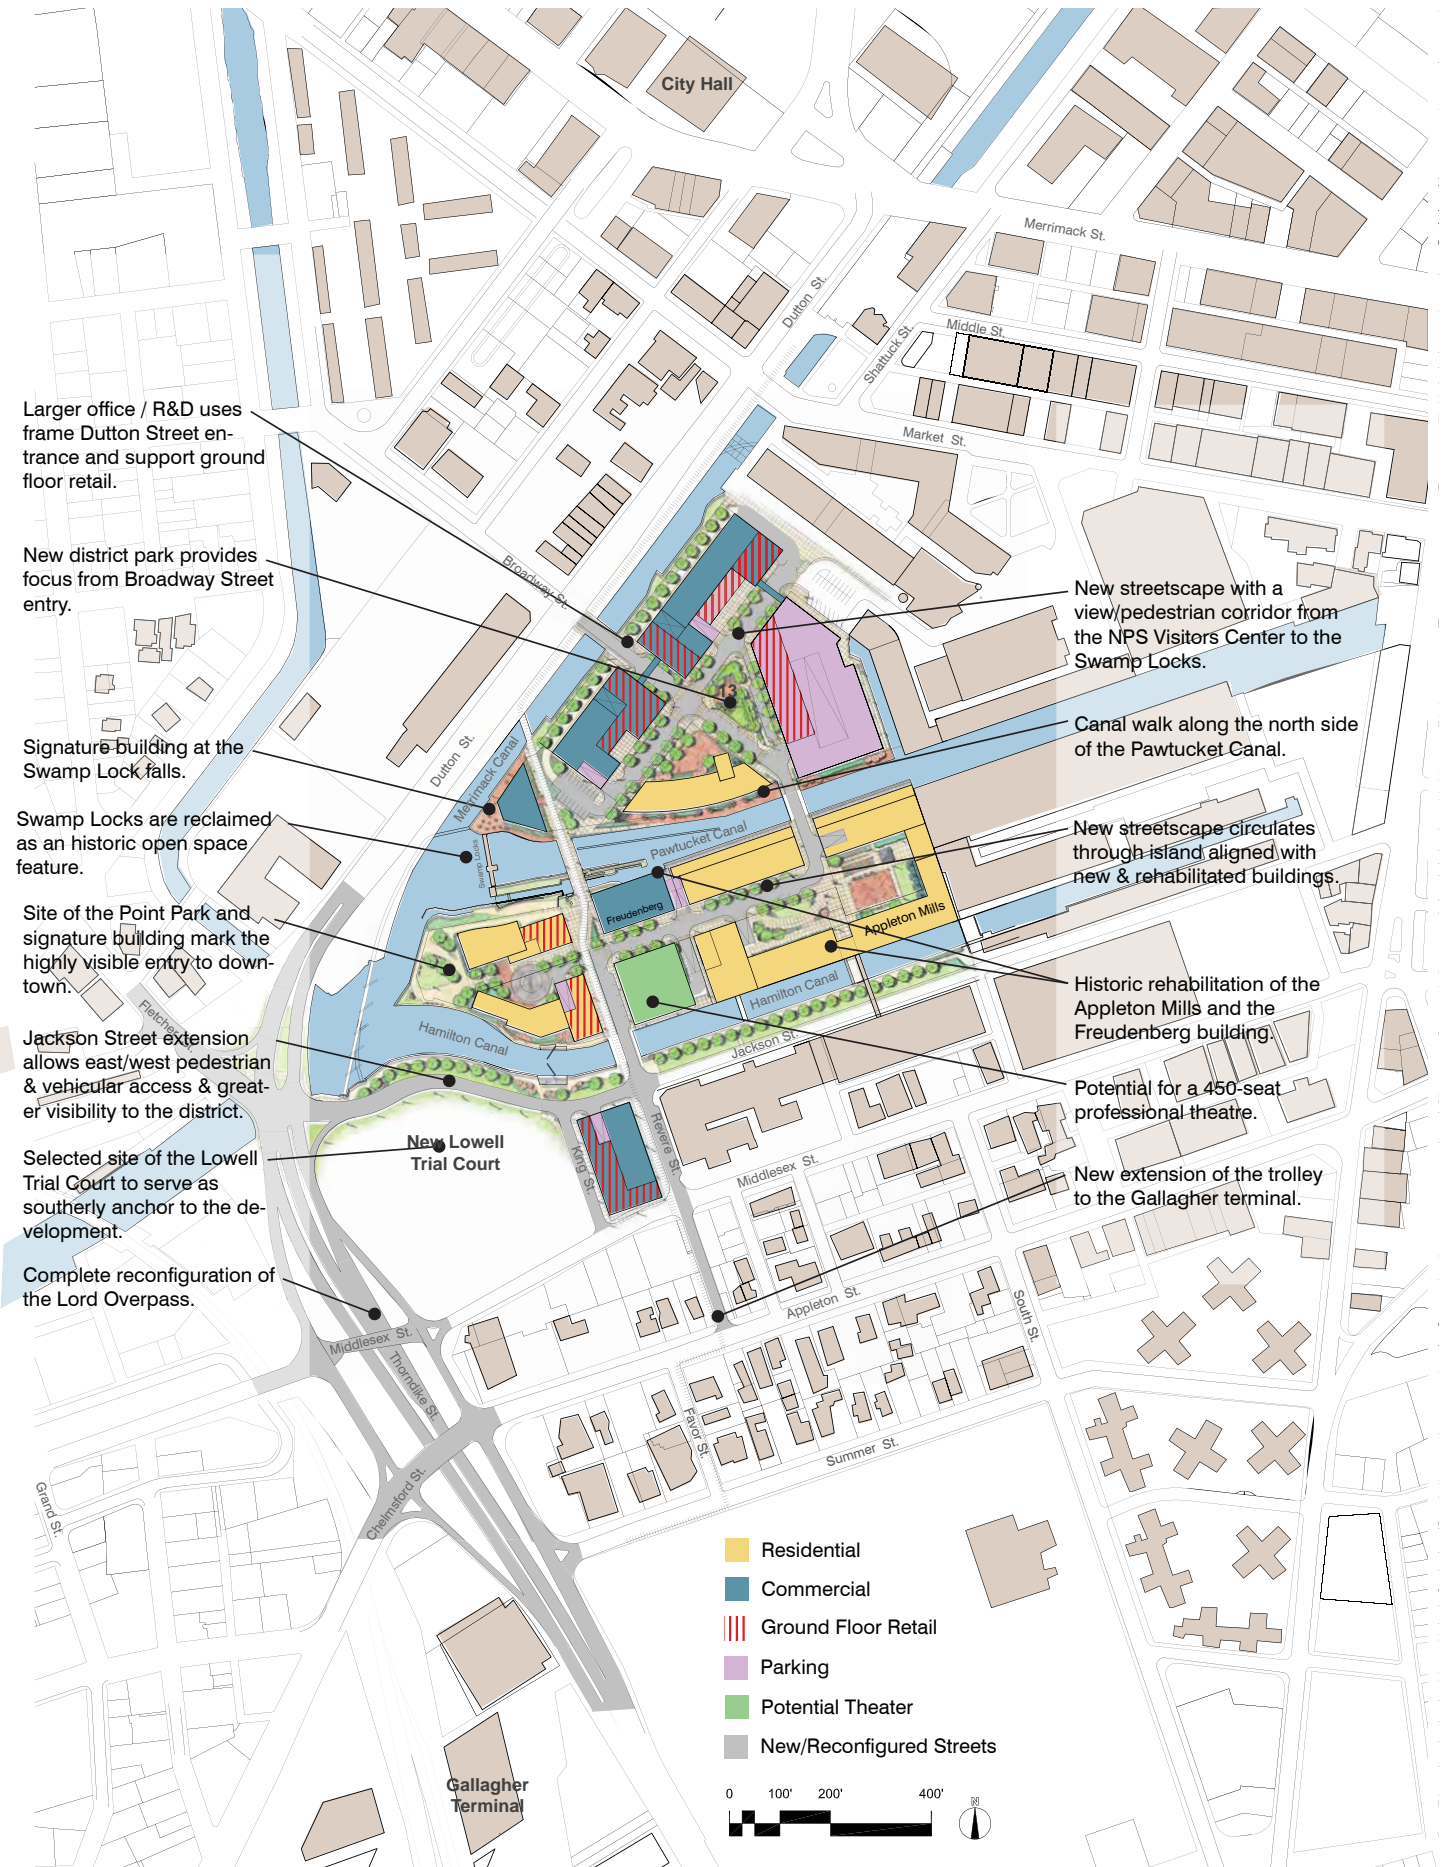 City Hall
Merrimack St.
Dutton St.
Shattuck St.
Middle St.
Market St.
Larger office / R&D uses
frame Dutton Street en-
trance and support ground
floor retail.
New district park provides
focus from Broadway Street
entry.
Broadway St.
New streetscape with a
view/pedestrian corridor from
the NPS Visitors Center to the
Swamp Locks.
13
Canal walk along the north side
of the Pawtucket Canal.
Signature building at the
Swamp Lock falls.
Dutton St.
Merrimack Canal
Swamp Locks are reclaimed
as an historic open space
feature.
Swamp Locks
Pawtucket Canal
New streetscape circulates
through island aligned with
new & rehabilitated buildings.
Site of the Point Park and
signature building mark the
highly visible entry to down-
town.
Freudenberg
Appleton Mills
Historic rehabilitation of the
Appleton Mills and the
Freudenberg building.
Hamilton Canal
Hamilton Canal
Fletcher St.
Jackson St.
Jackson Street extension
allows east/west pedestrian
& vehicular access & great-
er visibility to the district.
Potential for a 450-seat
professional theatre.
New Lowell
Trial Court
Selected site of the Lowell
Trial Court to serve as
southerly anchor to the de-
velopment.
King St.
Revere St.
Middlesex St.
New extension of the trolley
to the Gallagher terminal.
Complete reconfiguration of
the Lord Overpass.
Appleton St.
South St.
Middlesex St.
Thorndike St.
Favor St.
Summer St.
Grand St.
Chelmsford St.
Residential
Commercial
Ground Floor Retail
Parking
Potential Theater
New/Reconfigured Streets
0 100' 200' 400'
N
Gallagher
Terminal